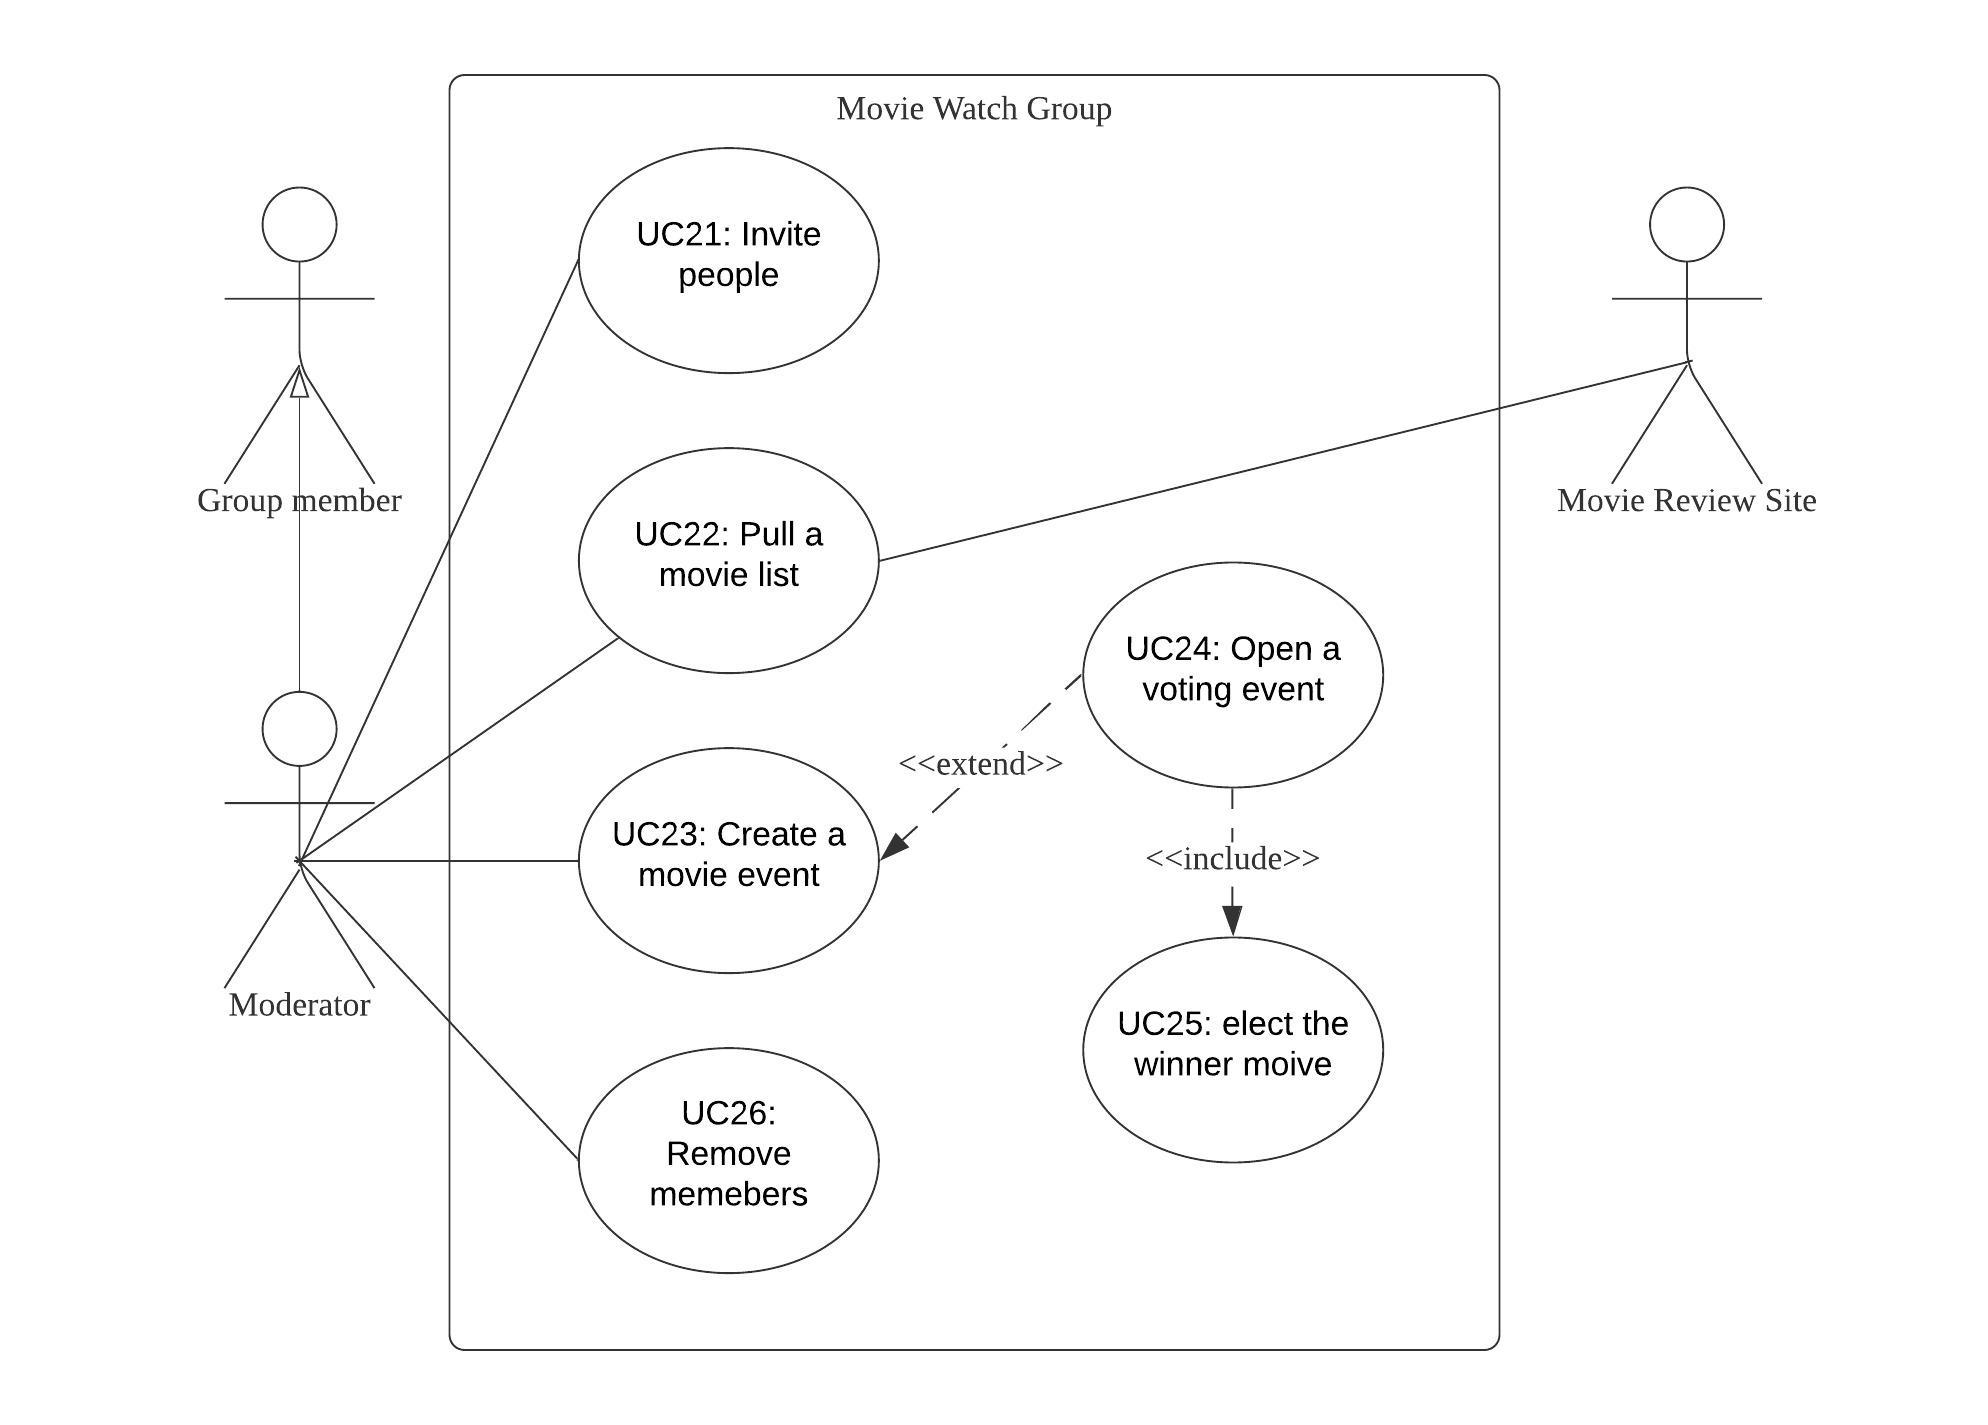 Movie Watch Group
UC21: Invite
people
Group member
Movie Review Site
UC22: Pull a
movie list
UC24: Open a
voting event
<<extend>>
UC23: Create a
movie event
<<include>>
Moderator
UC25: elect the
winner moive
UC26:
Remove
memebers